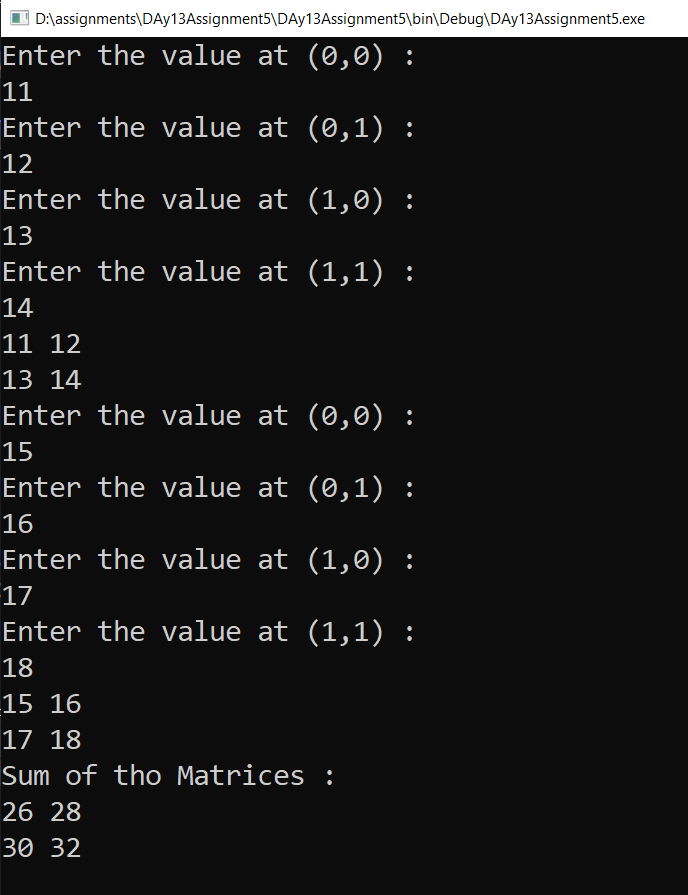 D:\assignments\DAy13Assignment5\DAy13Assignment5\bin\Debug\DAy13Assignment5.exe
Enter the value at (0,0) :
11
Enter the value at (0,1) :
12
Enter the value at (1,0) :
13
Enter the value at (1,1) :
14
11 12
13 14
Enter the value at (0,0) :
15
Enter the value at (0,1) :
16
Enter the value at (1,0) :
17
Enter the value at (1,1) :
18
15 16
17 18
Sum of tho Matrices :
26 28
30 32